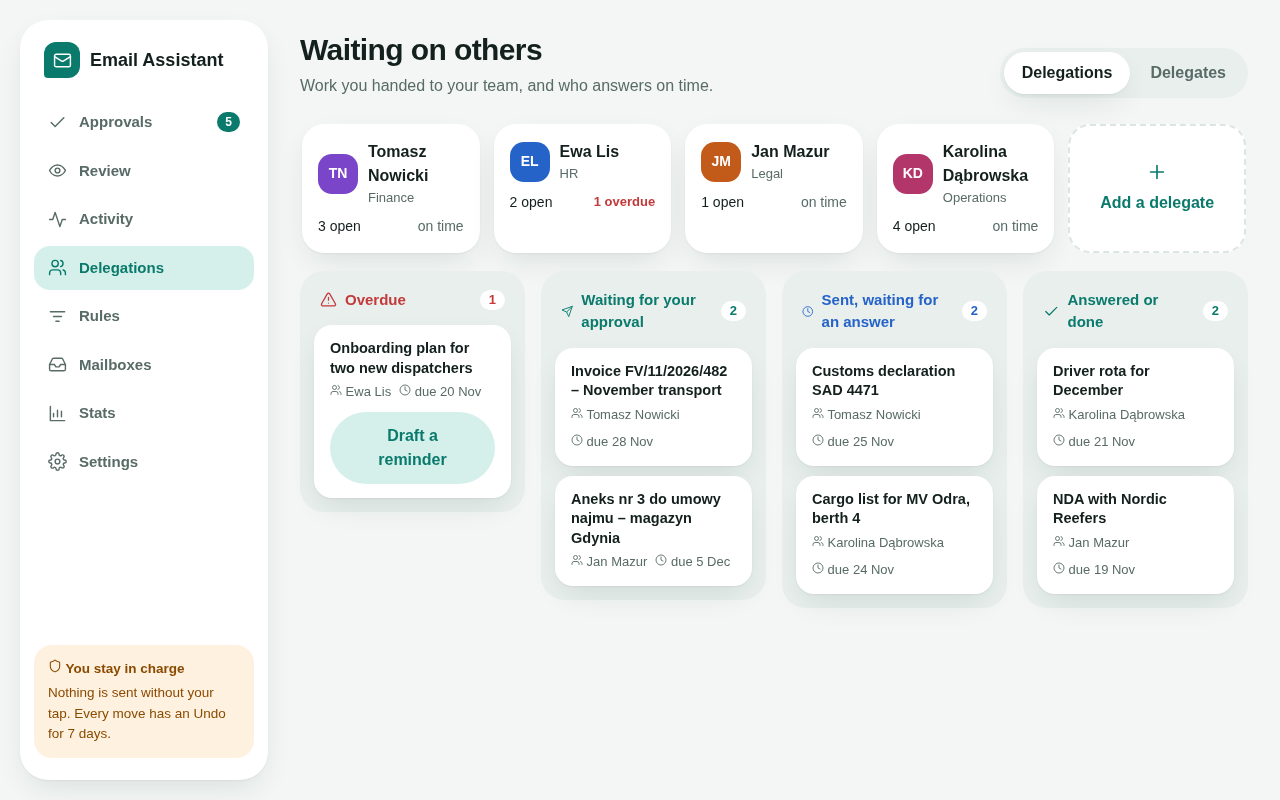 Email Assistant
Approvals 5
Review
Activity
Delegations
Rules
Mailboxes
Stats
Settings
You stay in charge
Nothing is sent without your
tap. Every move has an Undo
for 7 days.
Waiting on others
Work you handed to your team, and who answers on time.
Delegations Delegates
TN
Tomasz
Nowicki
Finance
3 open on time
EL
Ewa Lis
HR
2 open 1 overdue
JM
Jan Mazur
Legal
1 open on time
KD
Karolina
Dąbrowska
Operations
4 open on time
Add a delegate
Overdue 1
Onboarding plan for
two new dispatchers
Ewa Lis due 20 Nov
Draft a
reminder
Waiting for your
approval
2
Invoice FV/11/2026/482
– November transport
Tomasz Nowicki
due 28 Nov
Aneks nr 3 do umowy
najmu – magazyn
Gdynia
Jan Mazur due 5 Dec
Sent, waiting for
an answer
2
Customs declaration
SAD 4471
Tomasz Nowicki
due 25 Nov
Cargo list for MV Odra,
berth 4
Karolina Dąbrowska
due 24 Nov
Answered or
done
2
Driver rota for
December
Karolina Dąbrowska
due 21 Nov
NDA with Nordic
Reefers
Jan Mazur
due 19 Nov